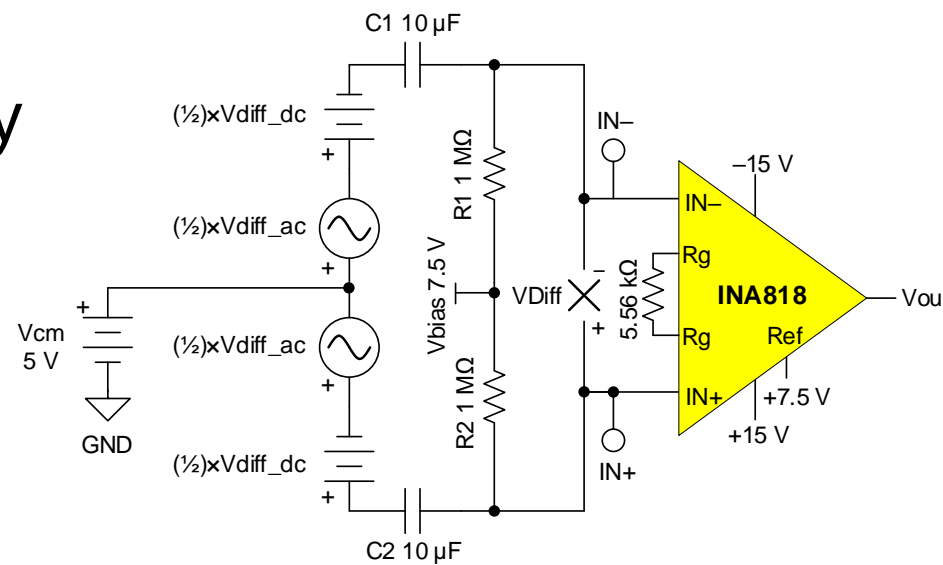 C1 10 µF
y
(½)×Vdiff_dc
+
(½)×Vdiff_ac
+
+
Vcm
5 V
GND
(½)×Vdiff_ac
+
(½)×Vdiff_dc
+
C2 10 µF
R1 1 MΩ
Vbias 7.5 V
R2 1 MΩ
VDiff
−
+
IN–
IN+
–15 V
IN–
Rg
5.56 kΩ
INA818
Rg
Ref
IN+
+7.5 V
+15 V
Vou